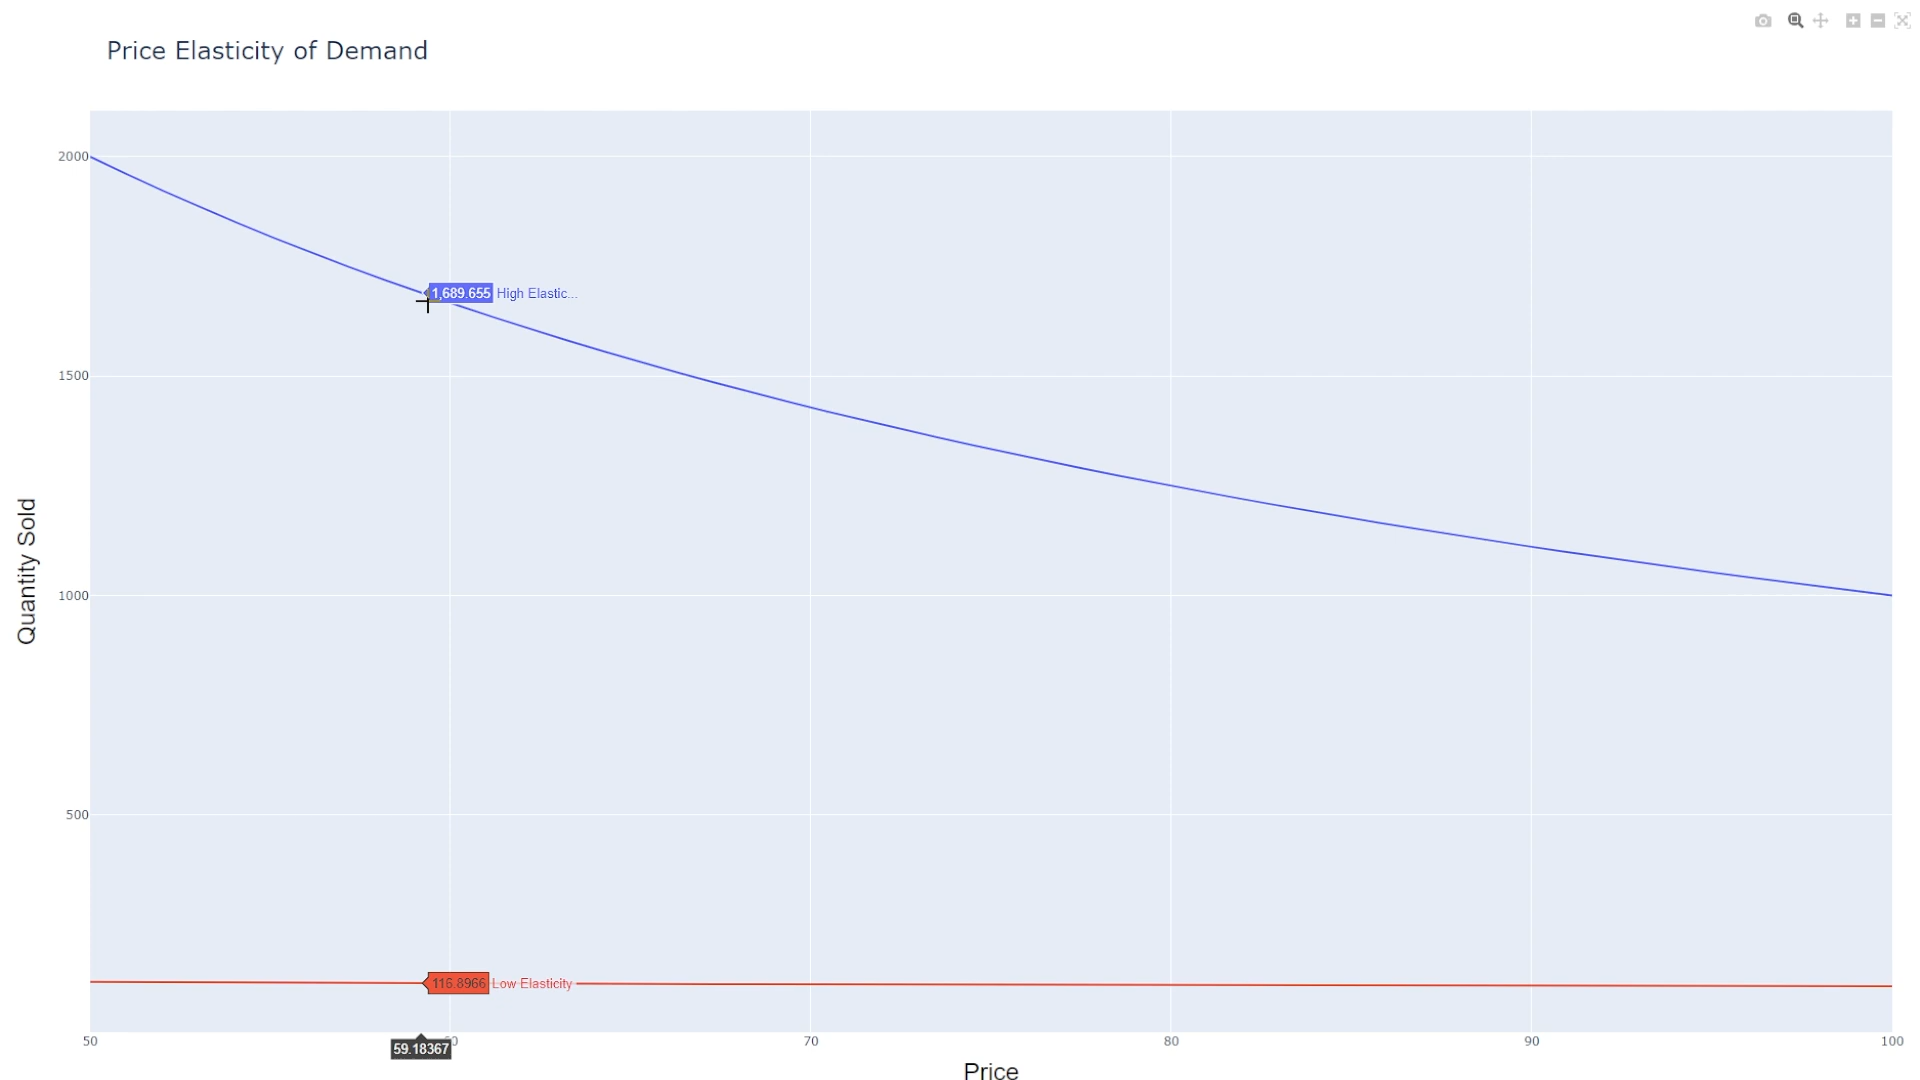 Price Elasticity of Demand
2000
1,689.655 High Elastic...
1500
Quantity Sold
1000
500
116.8966 Low Elasticity
50 70 80 90 100
59.18367
Price